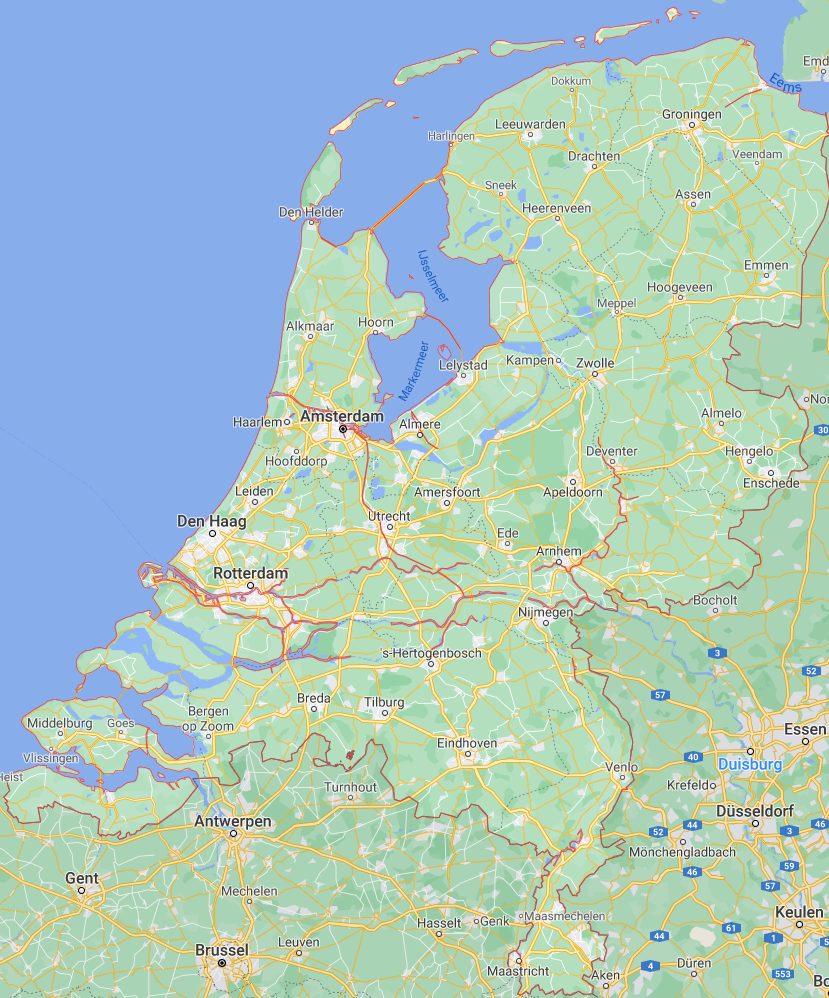 Emd
Eems
Dokkum
Groningen
Leeuwarden
Harlingen
Drachten
Veendam
Sneek
Assen
Den Helder
Heerenveen
IJsselmeer
Emmen
Hoogeveen
Meppel
Alkmaar
Hoorn
Markermeer
Kampen
Zwolle
Lelystad
Nor
Haarlem
Amsterdam
Almere
Almelo
30
Hoofddorp
Deventer
Hengelo
Enschede
Leiden
Amersfoort
Apeldoorn
Den Haag
Utrecht
Ede
Arnhem
Rotterdam
Nijmegen
Bocholt
's-Hertogenbosch
3
52
57
Breda
Tilburg
Bergen
op Zoom
Middelburg
Goes
Essen
Vlissingen
Eindhoven
40
Duisburg
Heist
Venlo
Krefeld
Turnhout
Antwerpen
Düsseldorf
52
44
3
46
Mönchengladbach
46
59
57
Gent
Mechelen
Keulen
Hasselt
Genk
Maasmechelen
61
44
1
5
Brussel
Leuven
Maastricht
4
Düren
553
Aken
Bo